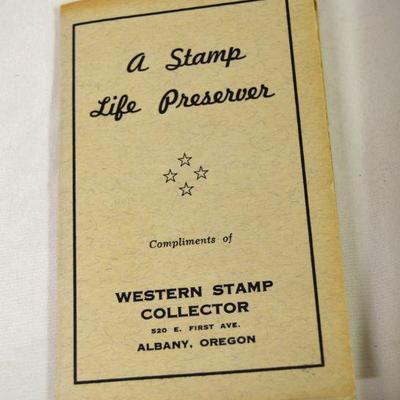 A Stamp
Life Preserver
Compliments of
WESTERN STAMP
COLLECTOR
520 E. FIRST AVE.
ALBANY, OREGON